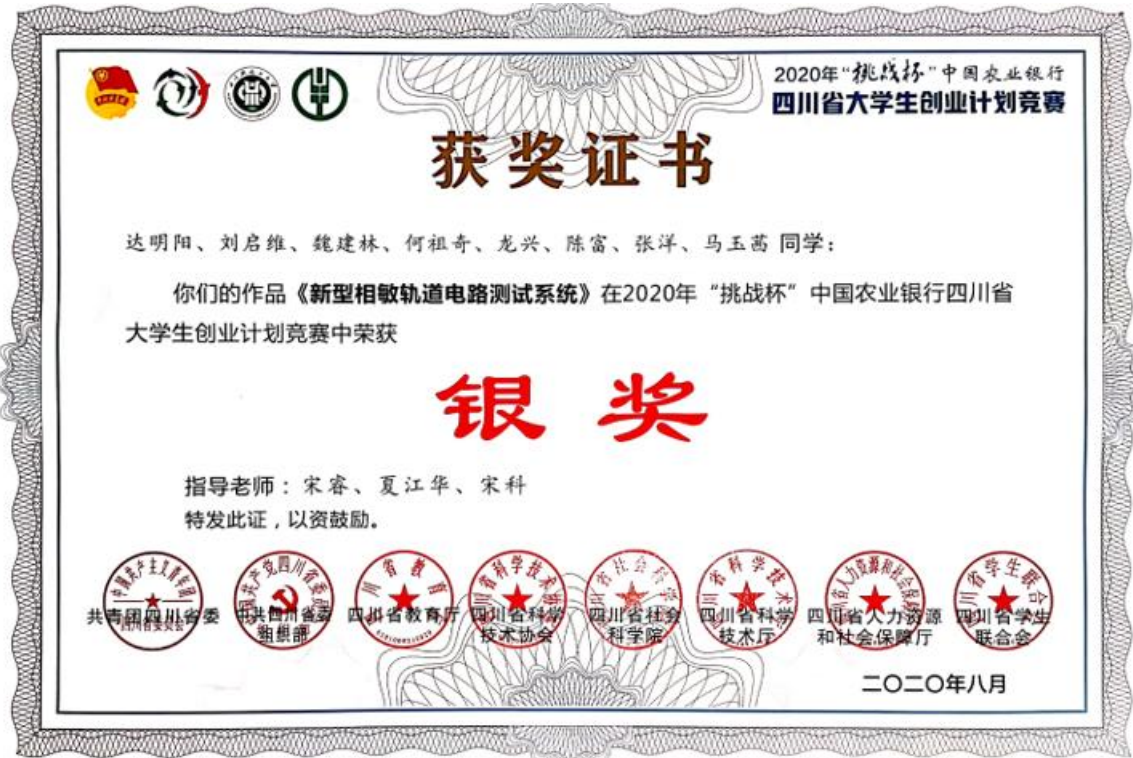 2020年“挑战杯”中国农业银行
四川省大学生创业计划竞赛
获奖证书
达明阳、刘启维、魏建林、何祖奇、龙兴、陈富、张洋、马玉茜 同学：
你们的作品《新型相敏轨道电路测试系统》在2020年“挑战杯”中国农业银行四川省
大学生创业计划竞赛中荣获
银奖
指导老师：宋睿、夏江华、宋科
特发此证，以资鼓励。
共青团四川省委
中共四川省委
组织部
四川省教育厅
四川省科学
技术协会
四川省社会
科学院
四川省科学
技术厅
四川省人力资源
和社会保障厅
四川省学生
联合会
二〇二〇年八月